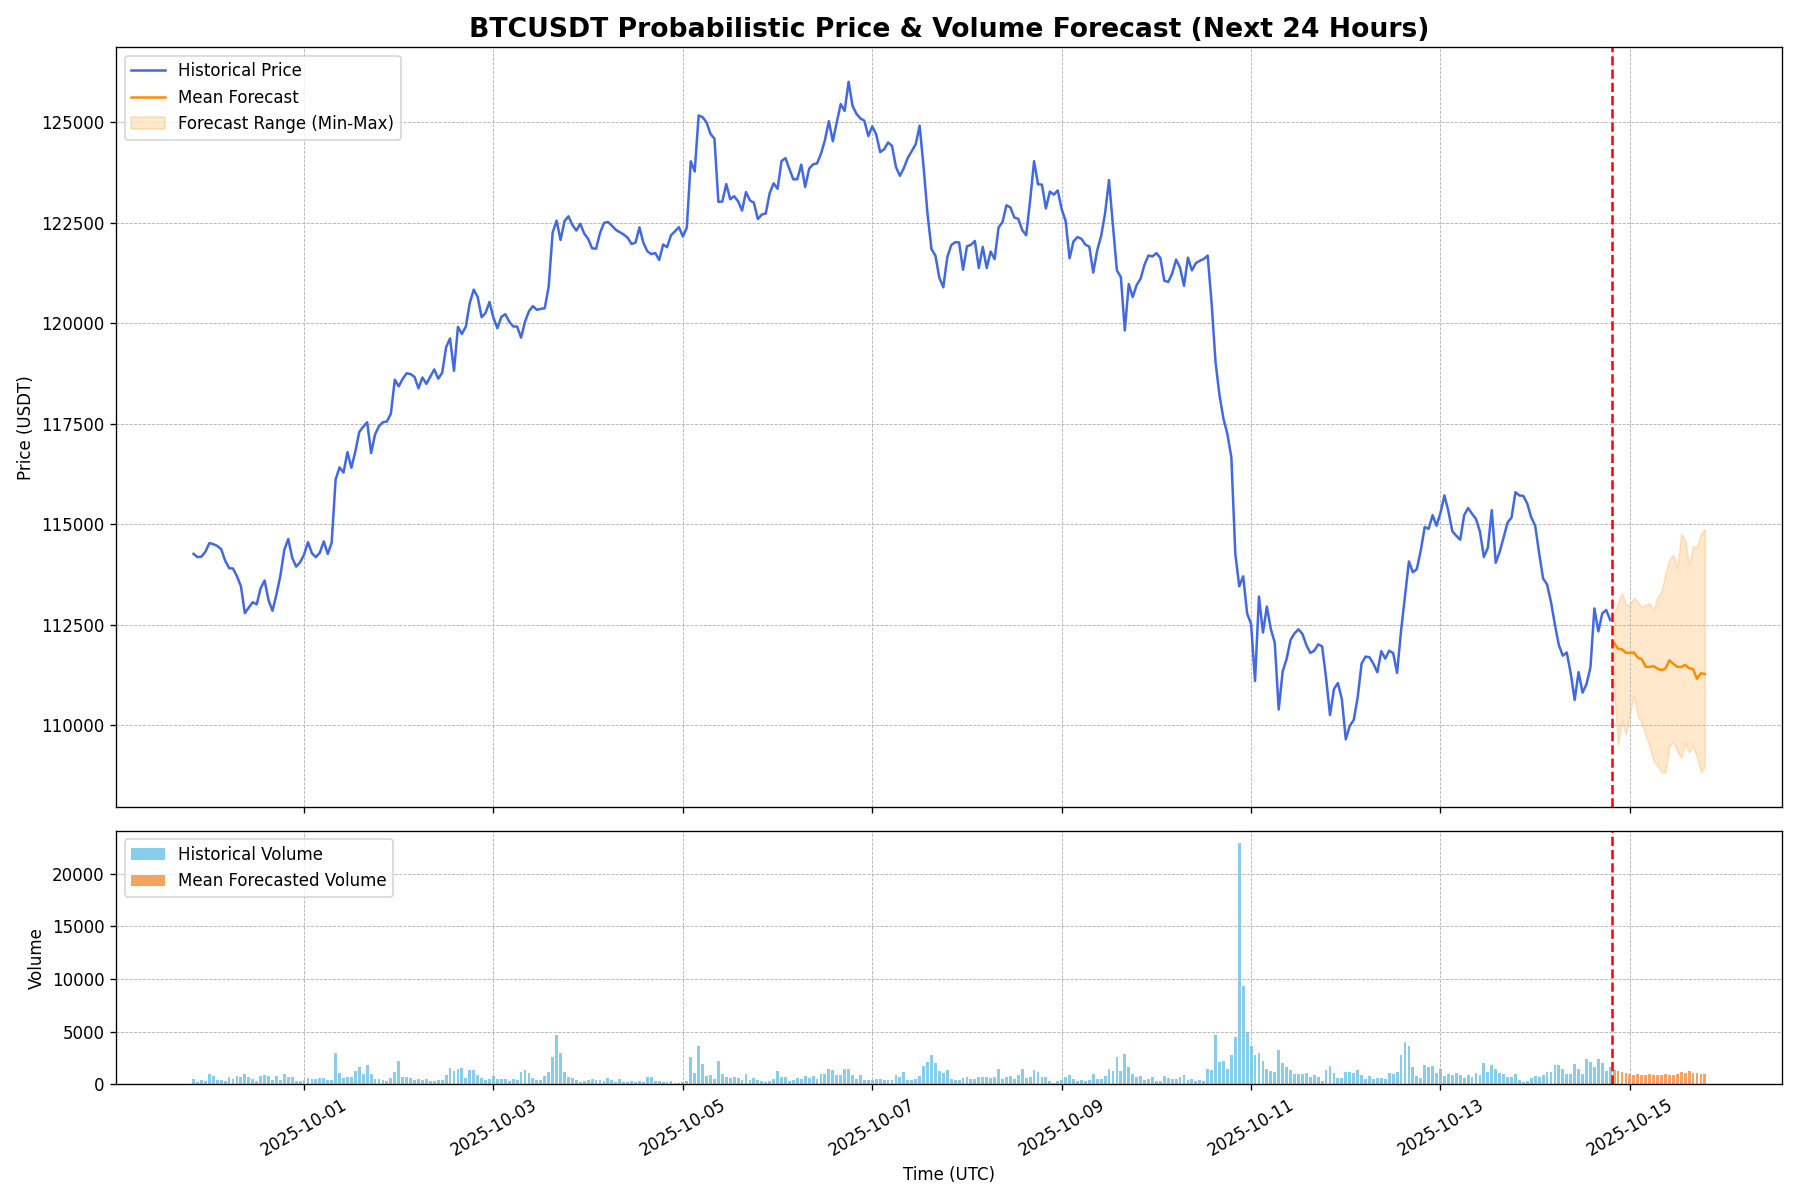 BTCUSDT Probabilistic Price & Volume Forecast (Next 24 Hours)
Historical Price
Mean Forecast
Forecast Range (Min-Max)
Price (USDT)
125000
122500
120000
117500
115000
112500
110000
Historical Volume
Mean Forecasted Volume
Volume
20000
15000
10000
5000
0
2025-10-01
2025-10-03
2025-10-05
2025-10-07
2025-10-09
2025-10-11
2025-10-13
2025-10-15
Time (UTC)